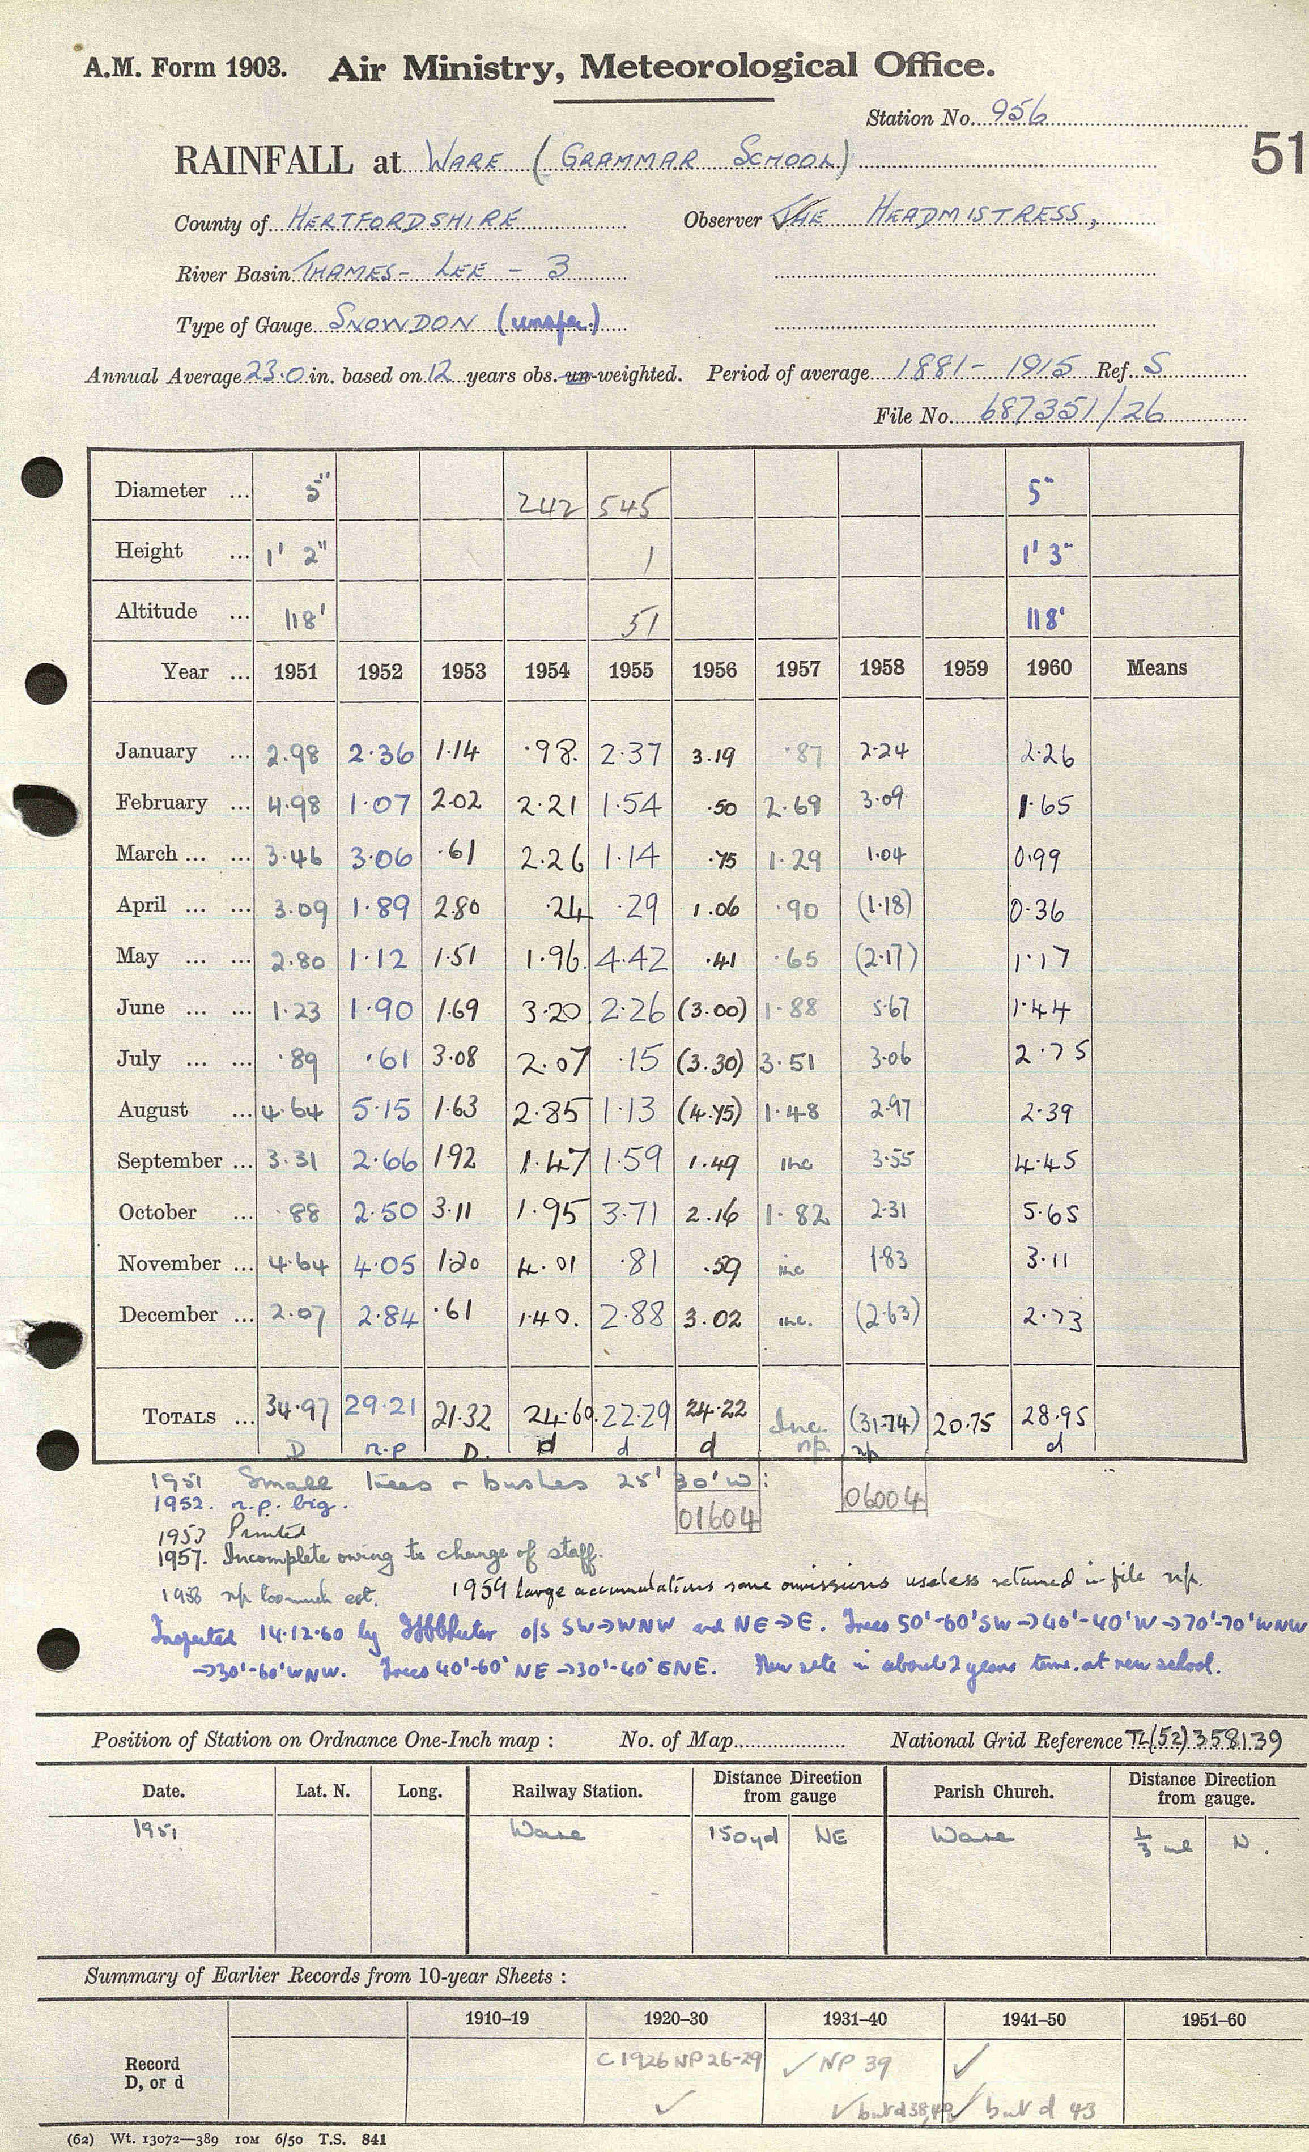 A.M. Form 1903. Air Ministry, Meteorological Office.
Station No. 956
51
RAINFALL at WARE (GRAMMAR SCHOOL)
County of HERTFORDSHIRE Observer THE HEADMISTRESS,
River Basin THAMES - LEE - 3
Type of Gauge SNOWDON (unspec.)
Annual Average 23.0 in. based on 12 years obs. un-weighted. Period of average 1881 - 1915 Ref. S
File No. 687351/26
Diameter ... 5" 242 545 5"
Height ... 1' 2" 1 1' 3"
Altitude ... 118' 51 118'
Year ... 1951 1952 1953 1954 1955 1956 1957 1958 1959 1960 Means
January ... 2.98 2.36 1.14 .98 2.37 3.19 .87 2.24 2.26
February ... 4.98 1.07 2.02 2.21 1.54 .50 2.69 3.09 1.65
March ... ... 3.46 3.06 .61 2.26 1.14 .75 1.29 1.04 0.99
April ... ... 3.09 1.89 2.80 .24 .29 1.06 .90 (1.18) 0.36
May ... ... 2.80 1.12 1.51 1.96 4.42 .41 .65 (2.17) 1.17
June ... ... 1.23 1.90 1.69 3.20 2.26 (3.00) 1.88 5.67 1.44
July ... ... .89 .61 3.08 2.07 .15 (3.30) 3.51 3.06 2.75
August ... 4.64 5.15 1.63 2.85 1.13 (4.75) 1.48 2.97 2.39
September ... 3.31 2.66 1.92 1.47 1.59 1.49 inc 3.55 4.45
October ... .88 2.50 3.11 1.95 3.71 2.16 1.82 2.31 5.65
November ... 4.64 4.05 1.20 4.01 .81 .59 inc 1.83 3.11
December ... 2.07 2.84 .61 1.40. 2.88 3.02 inc. (2.63) 2.73
TOTALS ... 34.97 29.21 21.32 24.60 22.29 24.22 Inc. (31.74) 20.75 28.95
D n.p D. d d d np. np d
1951 Small trees + bushes 25' 30' W:
01604 06004
1952. n.p. big.
1953 Printed
1957. Incomplete owing to change of staff.
1958 np too much est. 1959 large accumulations some omissions useless retained in file np.
Inspected 14.12.60 by o/s SW→WNW and NE→E. Trees 50'-60' SW→40'-40' W→70'-70' WNW
→30'-60' WNW. Trees 40'-60' NE→30'-40' ENE. New site in about 2 years time. at new school.
Position of Station on Ordnance One-Inch map : No. of Map National Grid Reference TL(52)358139
Date. Lat. N. Long. Railway Station. Distance Direction from gauge Parish Church. Distance Direction from gauge.
1951 Ware 150yd NE Ware 1/3 ml N.
Summary of Earlier Records from 10-year Sheets :
1910–19 1920–30 1931–40 1941–50 1951–60
Record D, or d
C1926 NP 26-29 ✓ NP 39 ✓
✓ ✓ but d 38, ✓ but d 43
(62) Wt. 13072—389 10M 6/50 T.S. 841